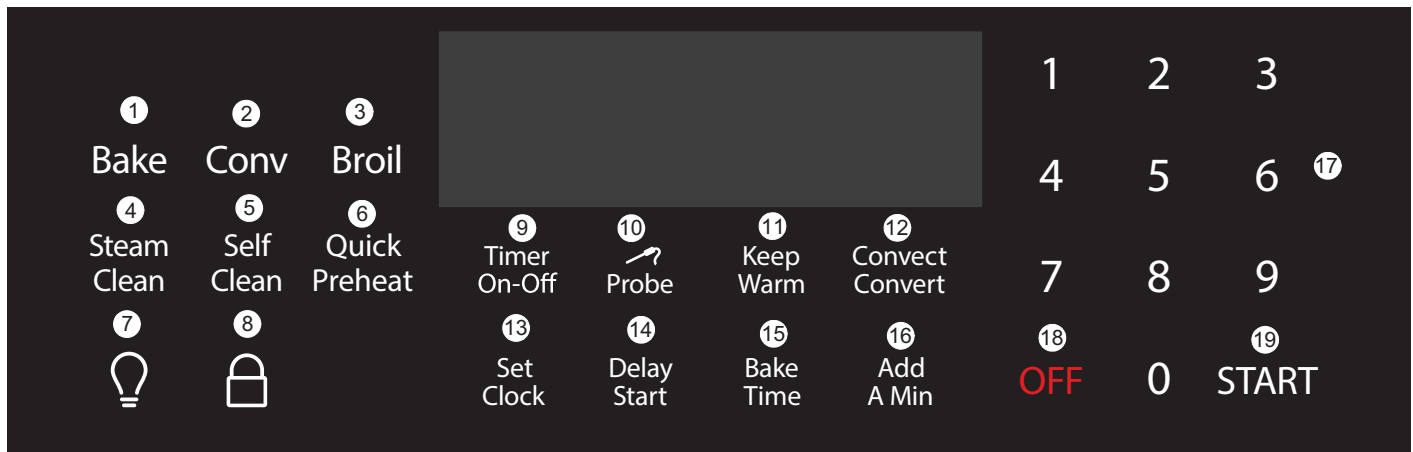 1 2 3
1 2 3
Bake Conv Broil
4 5 6 17
4 5 6
Steam Self Quick
Clean Clean Preheat
9 10 11 12
Timer Keep Convect
On-Off Probe Warm Convert
7 8 9
7 8
13 14 15 16 18 19
Set Delay Bake Add
Clock Start Time A Min
OFF 0 START